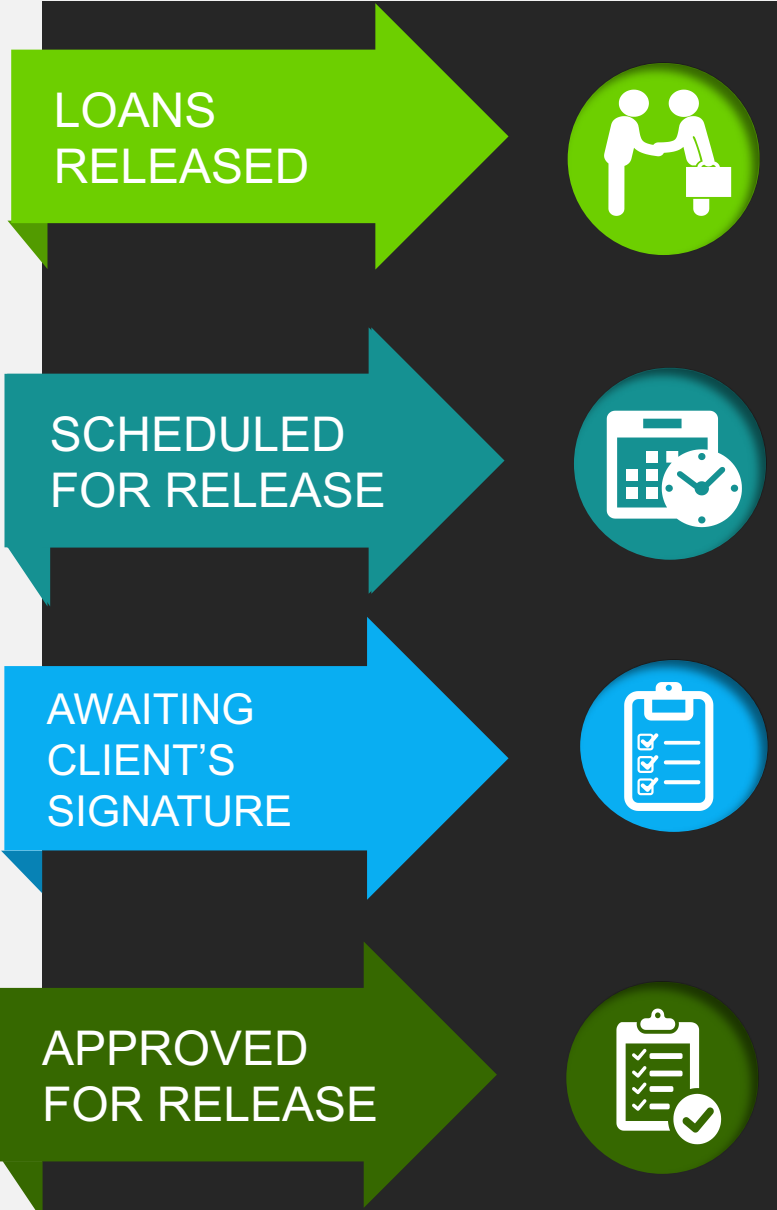 LOANS
RELEASED
SCHEDULED
FOR RELEASE
AWAITING
CLIENT’S
SIGNATURE
APPROVED
FOR RELEASE